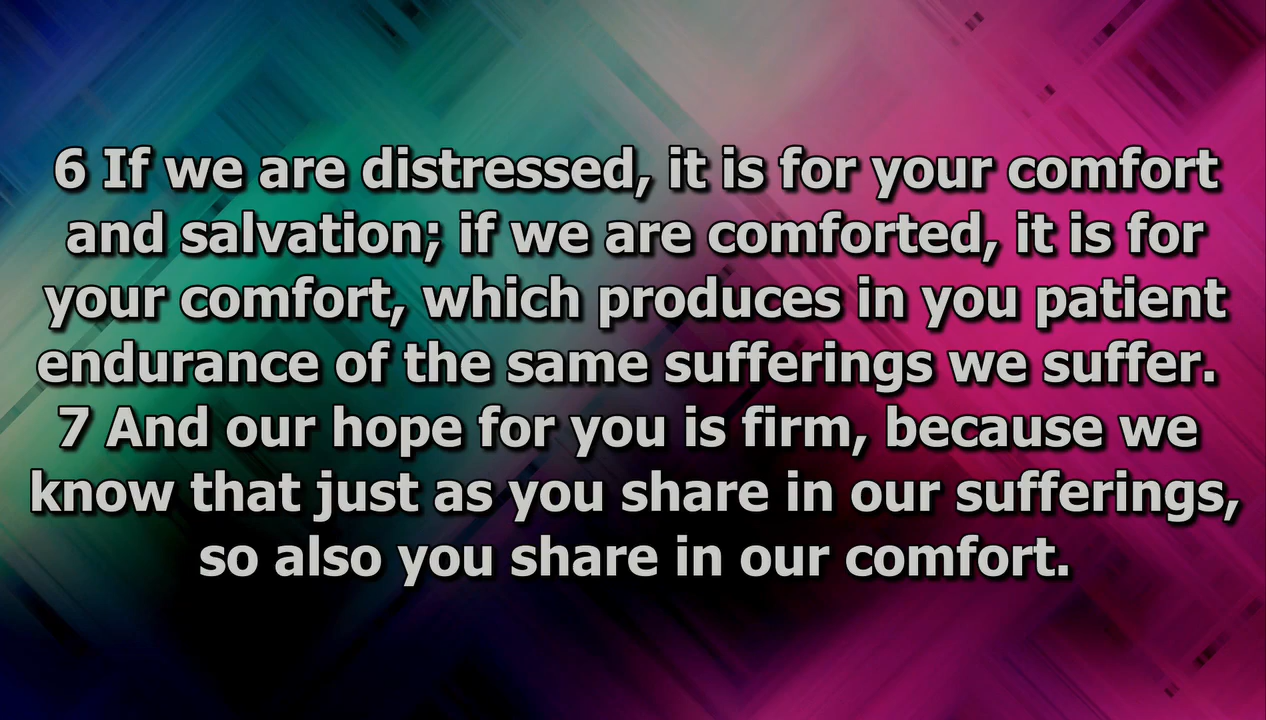 6 If we are distressed, it is for your comfort
and salvation; if we are comforted, it is for
your comfort, which produces in you patient
endurance of the same sufferings we suffer.
7 And our hope for you is firm, because we
know that just as you share in our sufferings,
so also you share in our comfort.